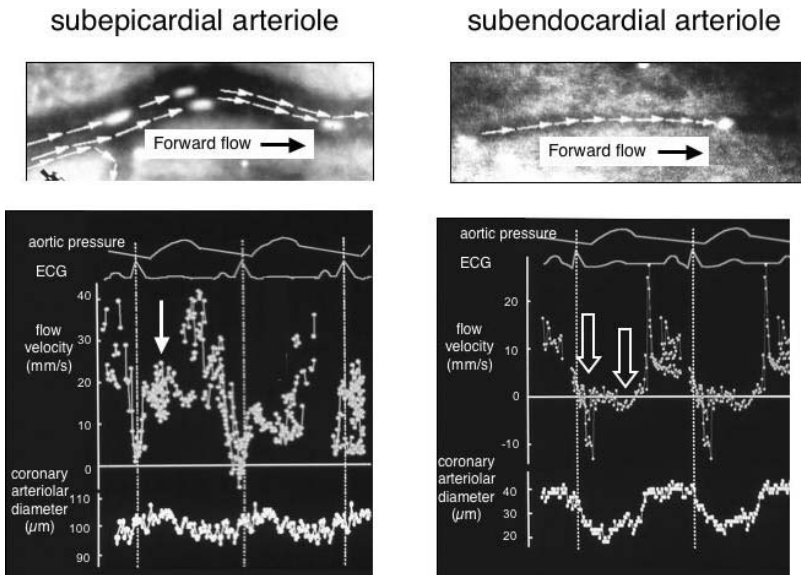 subepicardial arteriole
Forward flow
aortic pressure
ECG
40
30
flow
velocity
(mm/s)
20
10
0
coronary
arteriolar
diameter
(μm)
110
100
90
subendocardial arteriole
Forward flow
aortic pressure
ECG
20
flow
velocity
(mm/s)
10
0
-10
coronary
arteriolar
diameter
(μm)
40
30
20